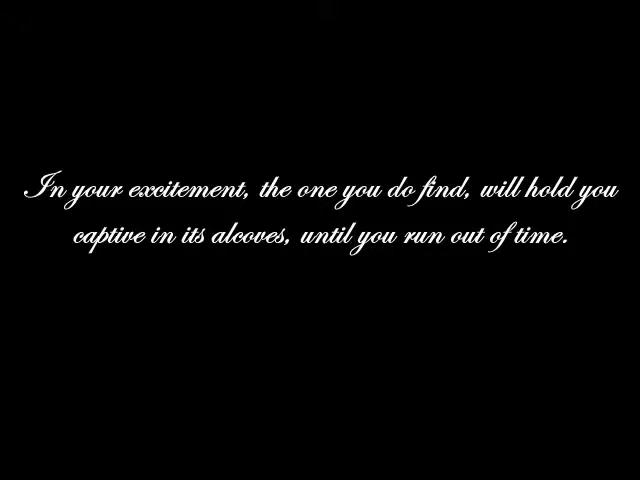 In your excitement, the one you do find, will hold you
captive in its alcoves, until you run out of time.